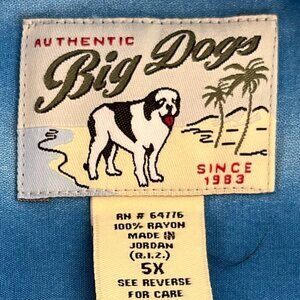 AUTHENTIC
Big Dogs
SINCE
1983
RN # 64776
100% RAYON
MADE IN
JORDAN
(Q.I.Z.)
5X
SEE REVERSE
FOR CARE